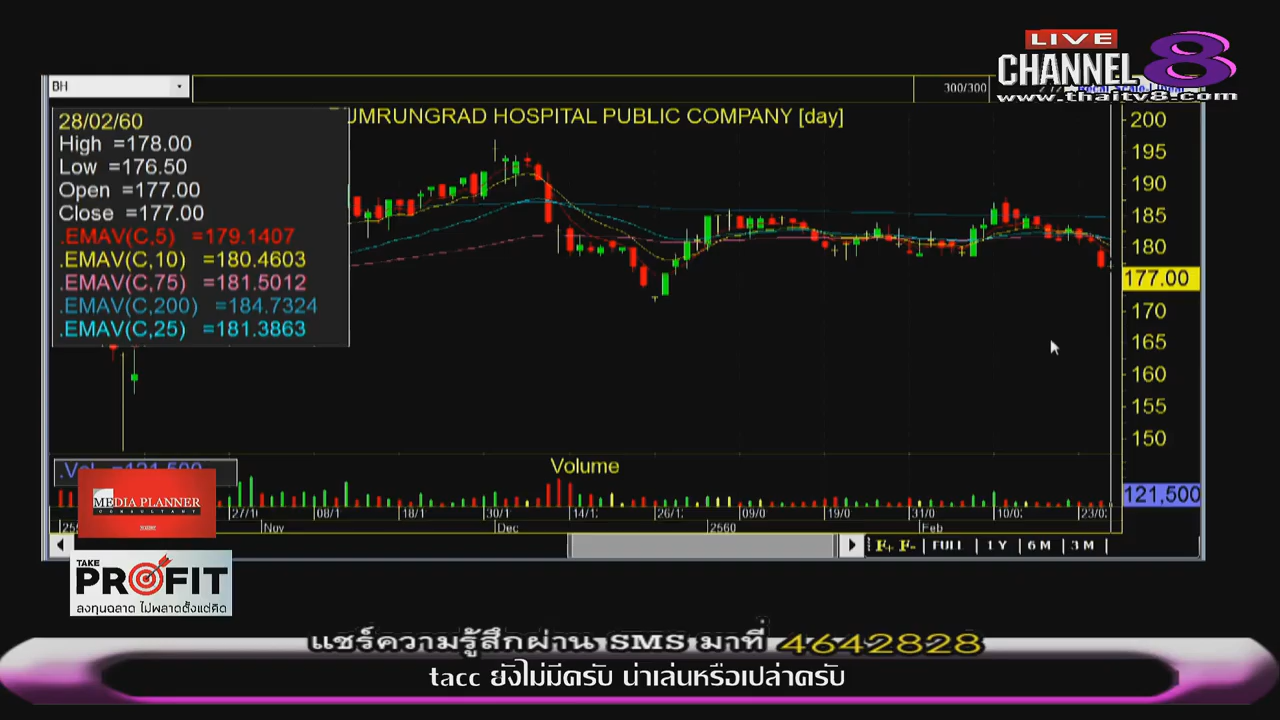 LIVE
CHANNEL 8
www.thaitv8.com
BH
300/300
UMRUNGRAD HOSPITAL PUBLIC COMPANY [day]
28/02/60
High =178.00
Low =176.50
Open =177.00
Close =177.00
.EMAV(C,5) =179.1407
.EMAV(C,10) =180.4603
.EMAV(C,75) =181.5012
.EMAV(C,200) =184.7324
.EMAV(C,25) =181.3863
200
195
190
185
180
177.00
170
165
160
155
150
.Vol =121,500
Volume
121,500
27/1 08/1 18/1 30/1 14/1 26/1 09/0 19/0 31/0 10/0 23/0
255 Nov Dec 2560 Feb
F+ F- FULL 1 Y 6 M 3 M
MEDIA PLANNER
CONSULTANT
TAKE
PROFIT
ลงทุนฉลาด ไม่พลาดตั้งแต่คิด
แชร์ความรู้สึกผ่าน SMS มาที่ 4642828
tacc ยังไม่มีครับ น่าเล่นหรือเปล่าครับ